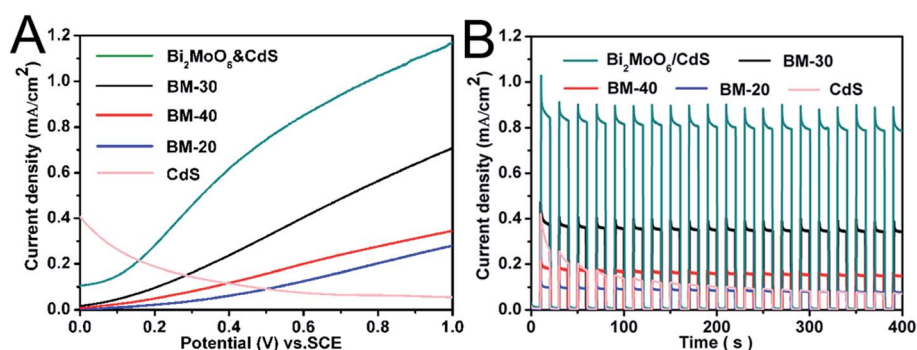 A
Current density (mA/cm²)
1.2
1.0
0.8
0.6
0.4
0.2
0.0
Bi₂MoO₆&CdS
BM-30
BM-40
BM-20
CdS
0.0 0.2 0.4 0.6 0.8 1.0
Potential (V) vs.SCE
B
Current density (mA/cm²)
1.2
1.0
0.8
0.6
0.4
0.2
0.0
Bi₂MoO₆/CdS BM-30
BM-40 BM-20 CdS
0 100 200 300 400
Time ( s )